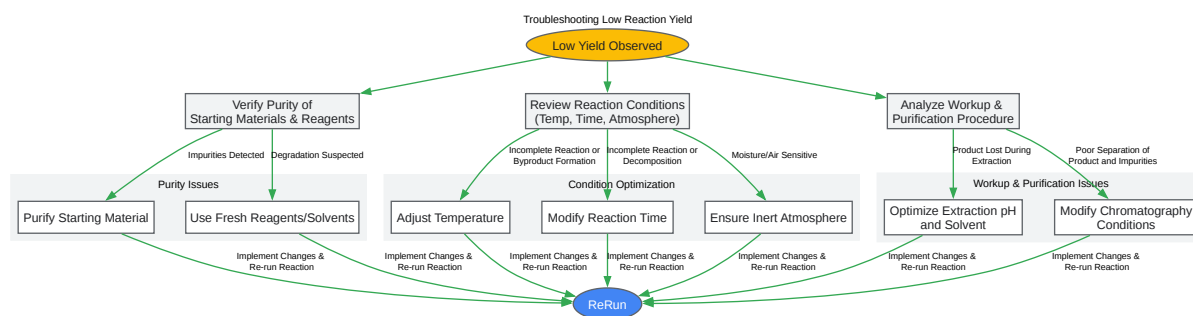 Troubleshooting Low Reaction Yield
Low Yield Observed
Verify Purity of
Starting Materials & Reagents
Review Reaction Conditions
(Temp, Time, Atmosphere)
Analyze Workup &
Purification Procedure
Impurities Detected
Degradation Suspected
Incomplete Reaction or
Byproduct Formation
Incomplete Reaction or
Decomposition
Moisture/Air Sensitive
Product Lost During
Extraction
Poor Separation of
Product and Impurities
Purity Issues
Condition Optimization
Workup & Purification Issues
Purify Starting Material
Use Fresh Reagents/Solvents
Adjust Temperature
Modify Reaction Time
Ensure Inert Atmosphere
Optimize Extraction pH
and Solvent
Modify Chromatography
Conditions
Implement Changes &
Re-run Reaction
Implement Changes &
Re-run Reaction
Implement Changes &
Re-run Reaction
Implement Changes &
Re-run Reaction
Implement Changes &
Re-run Reaction
Implement Changes &
Re-run Reaction
Implement Changes &
Re-run Reaction
ReRun